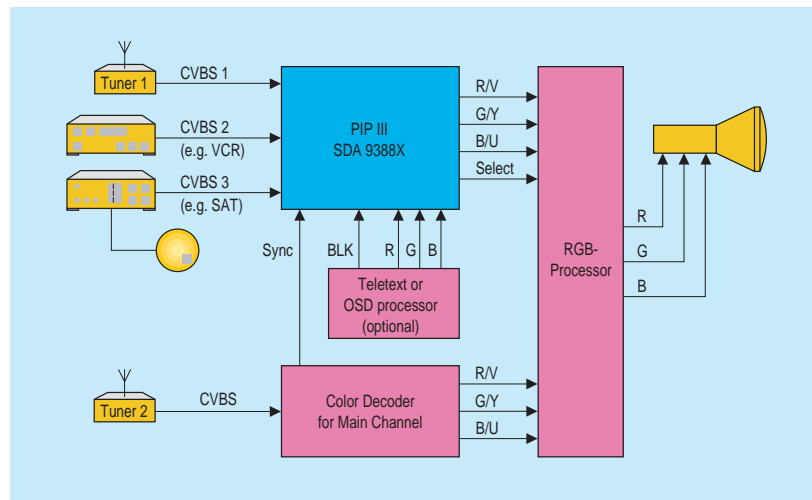 Tuner 1
CVBS 1
CVBS 2
(e.g. VCR)
CVBS 3
(e.g. SAT)
PIP III
SDA 9388X
R/V
G/Y
B/U
Select
Sync
BLK
R
G
B
Teletext or
OSD processor
(optional)
RGB-
Processor
R
G
B
Tuner 2
CVBS
Color Decoder
for Main Channel
R/V
G/Y
B/U